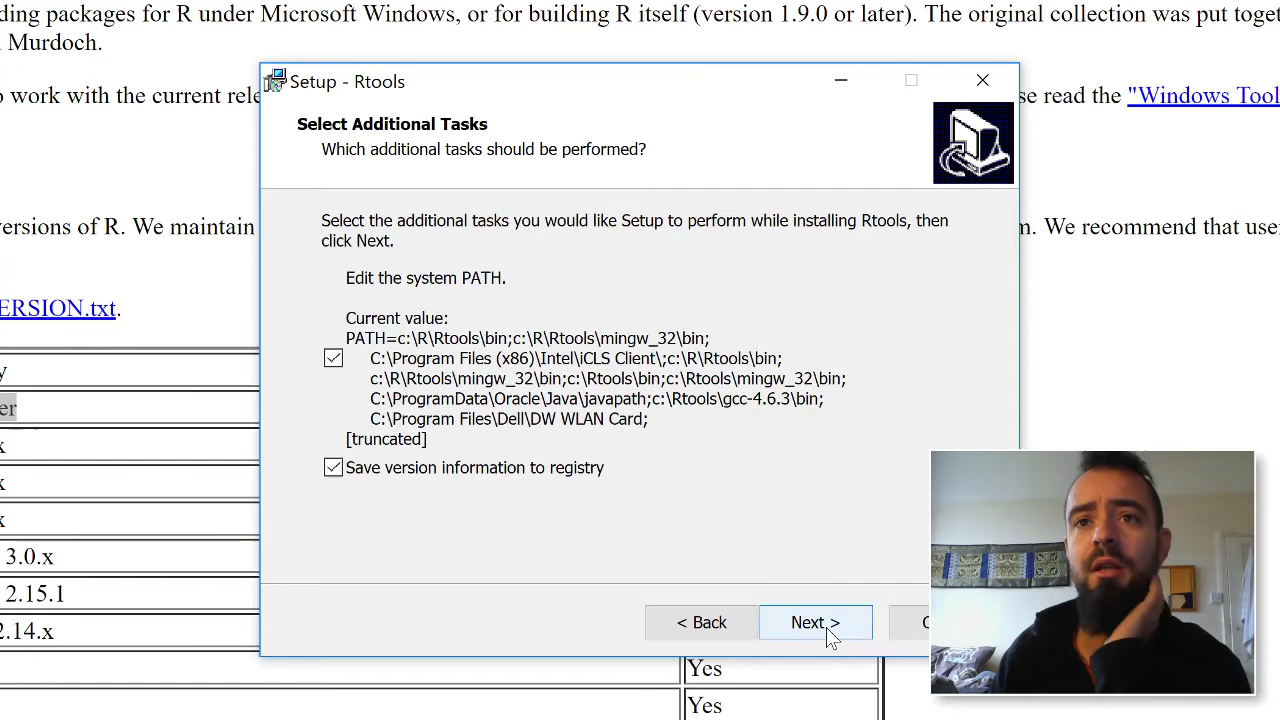 ding packages for R under Microsoft Windows, or for building R itself (version 1.9.0 or later). The original collection was put toget
Murdoch.
o work with the current rele
se read the "Windows Tool
ersions of R. We maintain
m. We recommend that use
ERSION.txt.
y
er
x
x
x
3.0.x
2.15.1
2.14.x
Setup - Rtools
Select Additional Tasks
Which additional tasks should be performed?
Select the additional tasks you would like Setup to perform while installing Rtools, then
click Next.
Edit the system PATH.
Current value:
PATH=c:\R\Rtools\bin;c:\R\Rtools\mingw_32\bin;
C:\Program Files (x86)\Intel\iCLS Client\;c:\R\Rtools\bin;
c:\R\Rtools\mingw_32\bin;c:\Rtools\bin;c:\Rtools\mingw_32\bin;
C:\ProgramData\Oracle\Java\javapath;c:\Rtools\gcc-4.6.3\bin;
C:\Program Files\Dell\DW WLAN Card;
[truncated]
Save version information to registry
< Back
Next >
C
Yes
Yes